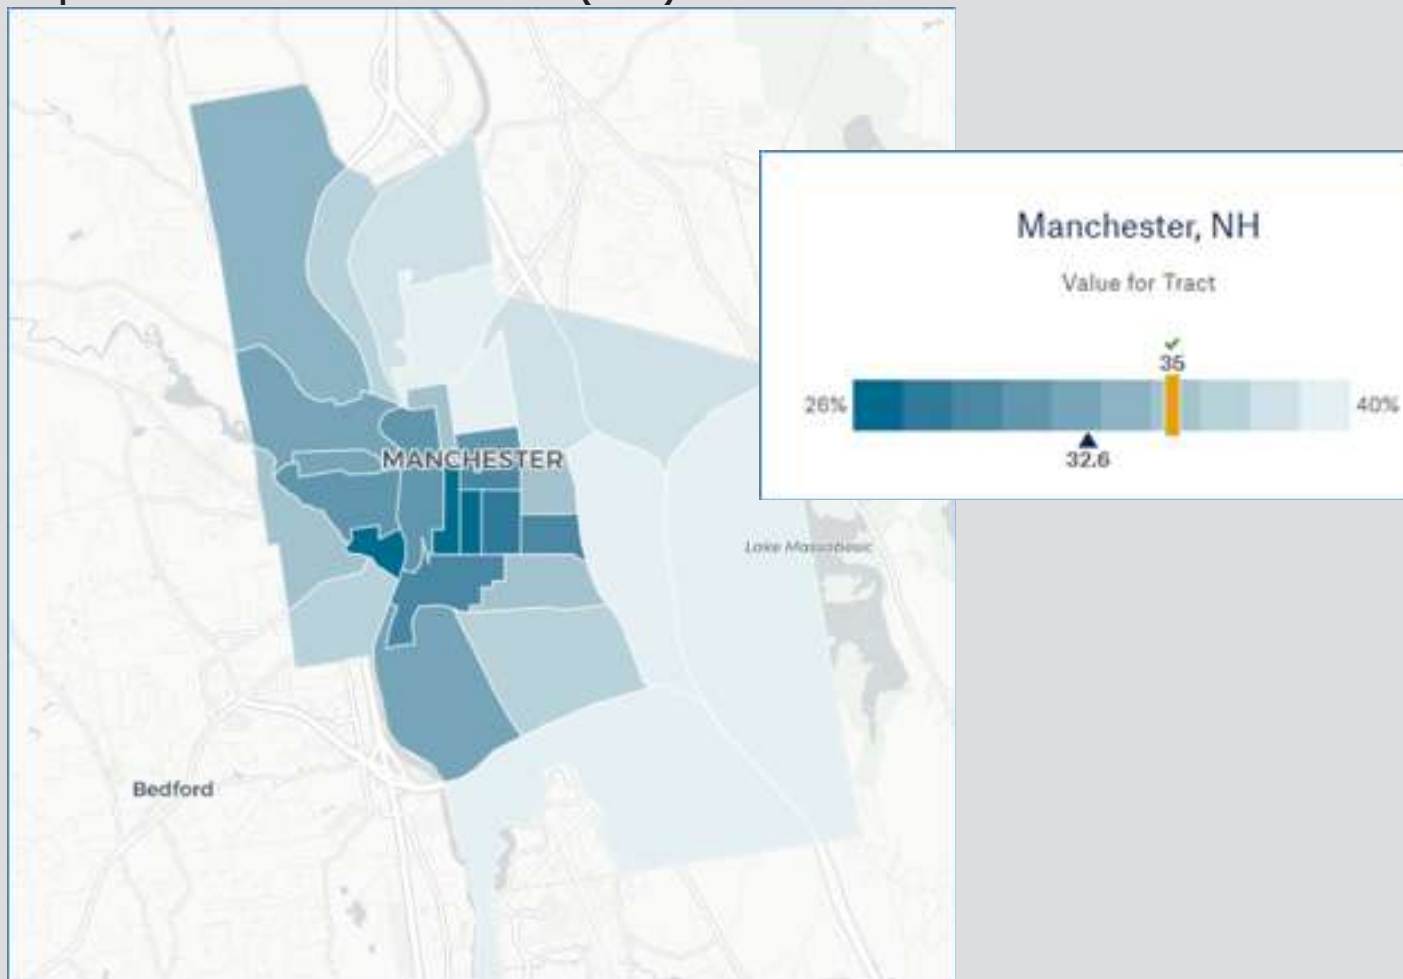 MANCHESTER
Lake Massabesic
Bedford
Manchester, NH
Value for Tract
35
26%
40%
32.6